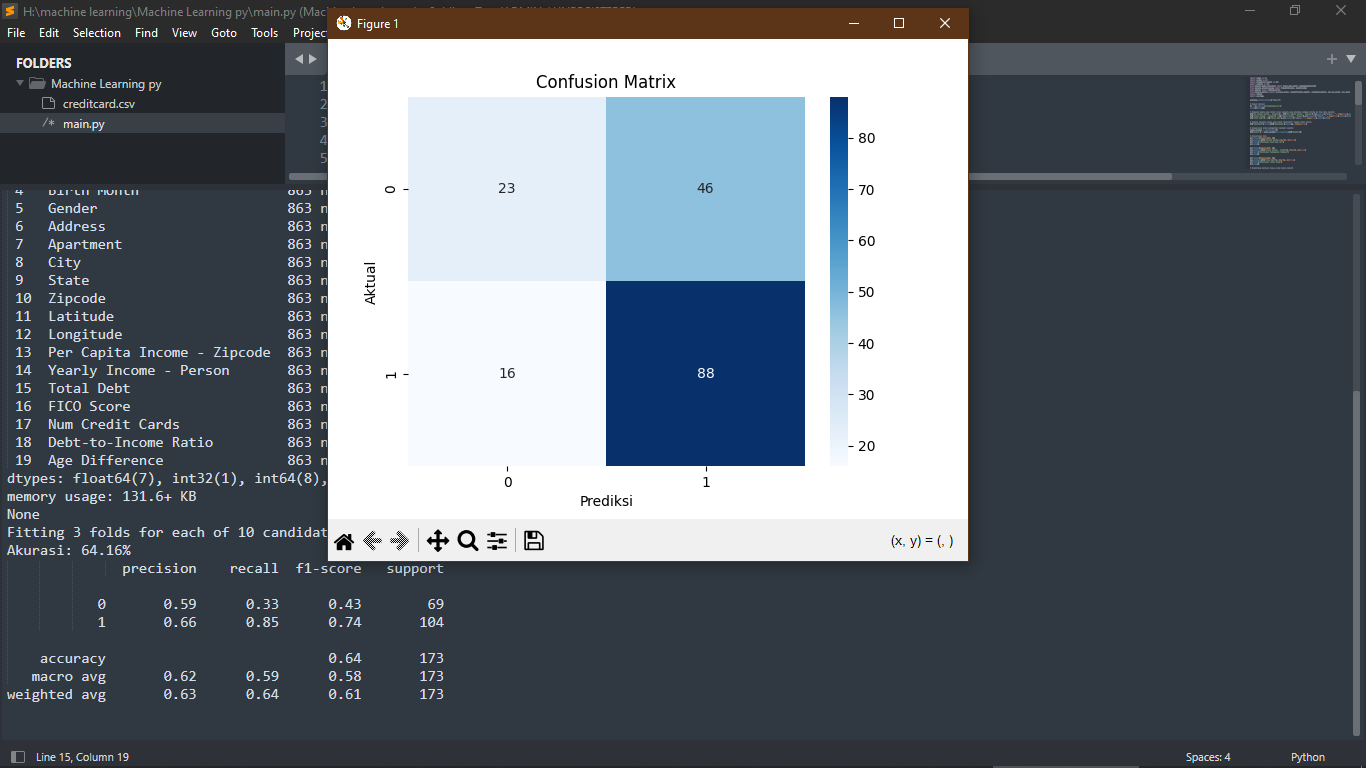 H:\machine learning\Machine Learning py\main.py (Mac
Figure 1
File Edit Selection Find View Goto Tools Project
FOLDERS
Machine Learning py
creditcard.csv
/* main.py
1
2
3
4
5
Confusion Matrix
23 46
16 88
0
1
Aktual
0 1
Prediksi
80
70
60
50
40
30
20
(x, y) = (, )
4 Birth Month 863 n
5 Gender 863 n
6 Address 863 n
7 Apartment 863 n
8 City 863 n
9 State 863 n
10 Zipcode 863 n
11 Latitude 863 n
12 Longitude 863 n
13 Per Capita Income - Zipcode 863 n
14 Yearly Income - Person 863 n
15 Total Debt 863 n
16 FICO Score 863 n
17 Num Credit Cards 863 n
18 Debt-to-Income Ratio 863 n
19 Age Difference 863 n
dtypes: float64(7), int32(1), int64(8),
memory usage: 131.6+ KB
None
Fitting 3 folds for each of 10 candidat
Akurasi: 64.16%
precision recall f1-score support
0 0.59 0.33 0.43 69
1 0.66 0.85 0.74 104
accuracy 0.64 173
macro avg 0.62 0.59 0.58 173
weighted avg 0.63 0.64 0.61 173
Line 15, Column 19
Spaces: 4
Python